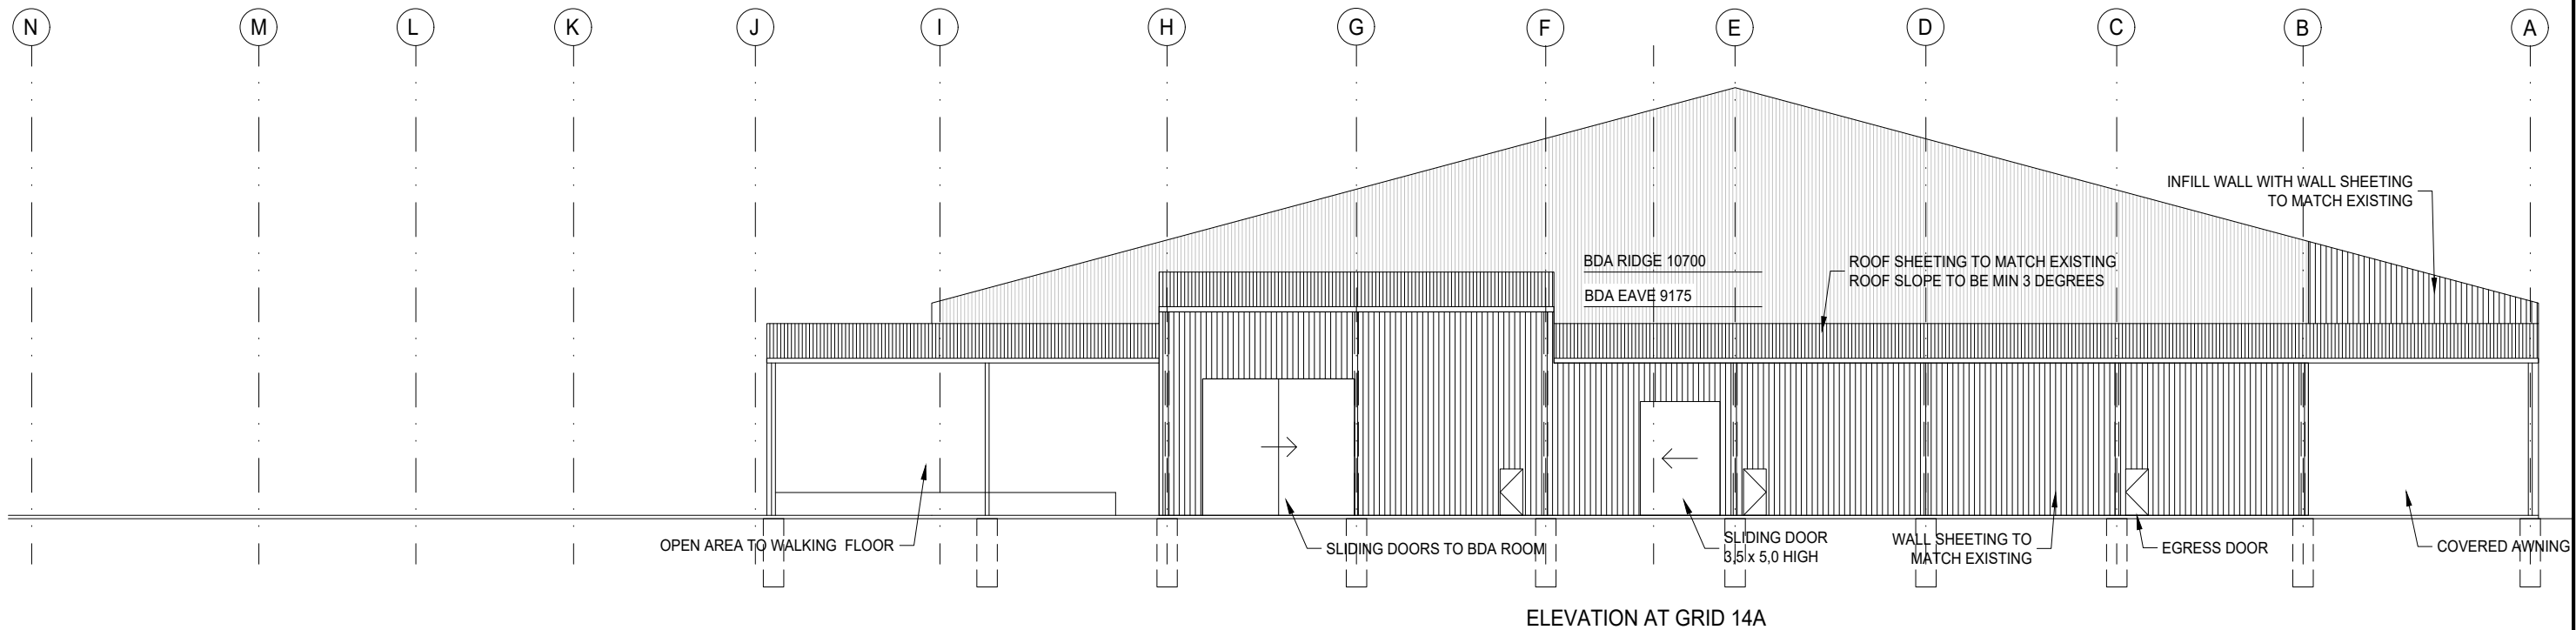 N M L K J I H G F E D C B A
INFILL WALL WITH WALL SHEETING
TO MATCH EXISTING
BDA RIDGE 10700
ROOF SHEETING TO MATCH EXISTING
ROOF SLOPE TO BE MIN 3 DEGREES
BDA EAVE 9175
OPEN AREA TO WALKING FLOOR
SLIDING DOORS TO BDA ROOM
SLIDING DOOR
3,5 x 5,0 HIGH
WALL SHEETING TO
MATCH EXISTING
EGRESS DOOR
COVERED AWNING
ELEVATION AT GRID 14A